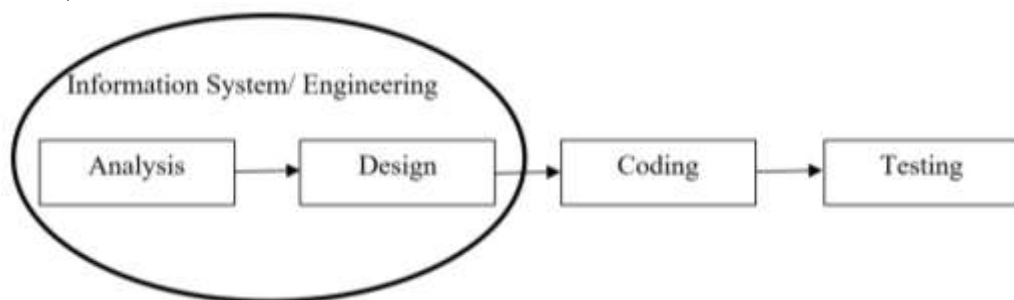 Information System/ Engineering
Analysis
Design
Coding
Testing